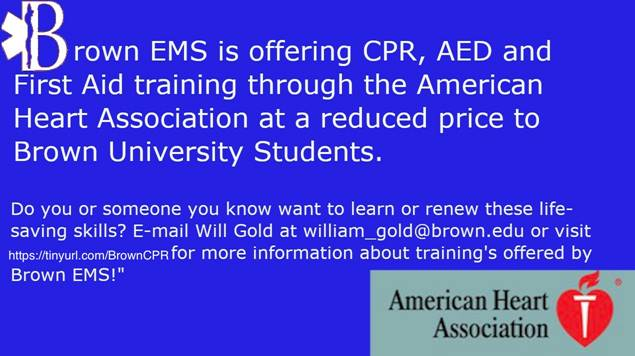 Brown EMS is offering CPR, AED and
First Aid training through the American
Heart Association at a reduced price to
Brown University Students.
Do you or someone you know want to learn or renew these life-
saving skills? E-mail Will Gold at william_gold@brown.edu or visit
https://tinyurl.com/BrownCPR for more information about training's offered by
Brown EMS!"
American Heart
Association
®